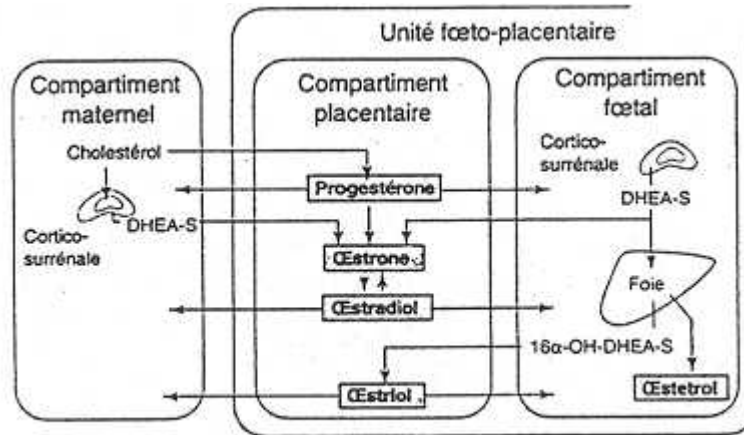 Unité fœto-placentaire
Compartiment
maternel
Compartiment
placentaire
Compartiment
fœtal
Cholestérol
Cortico-
surrénale
DHEA-S
Progestérone
Œstrone
Œstradiol
Œstriol
Cortico-
surrénale
DHEA-S
Foie
16α-OH-DHEA-S
Œstetrol